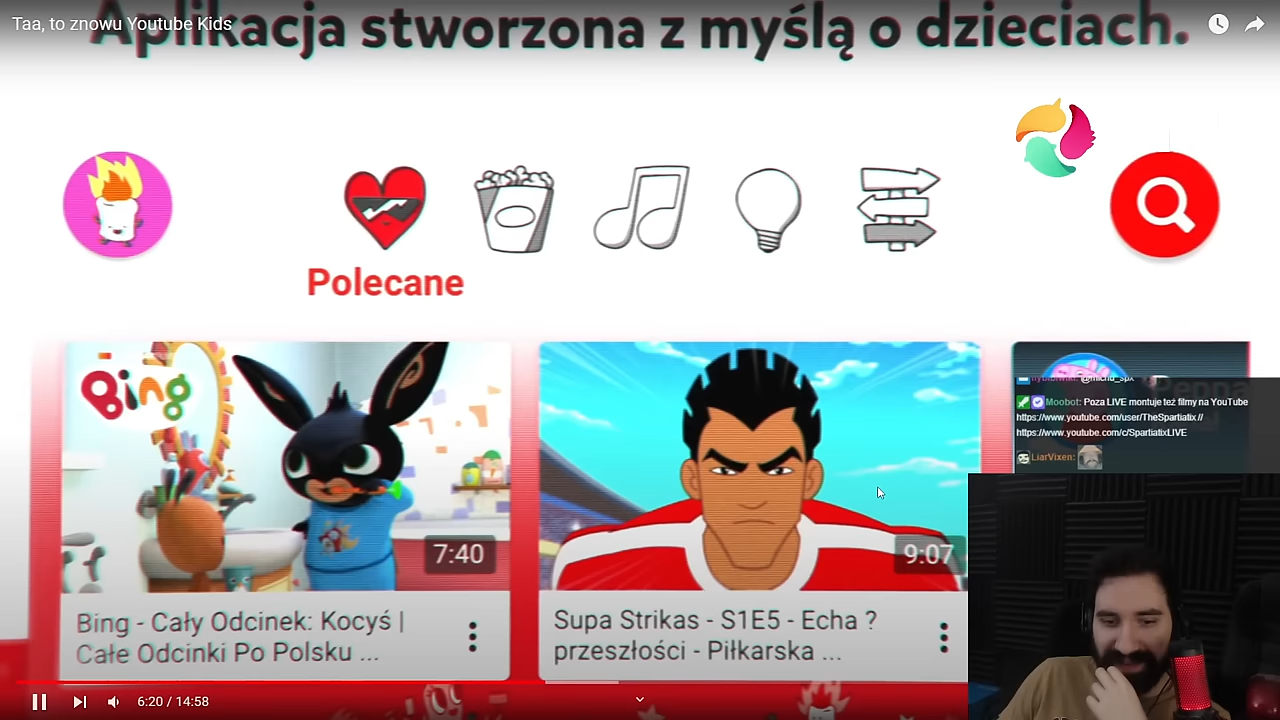 Taa, to znowu Youtube Kids
Aplikacja stworzona z myślą o dzieciach.
Polecane
Bing
7:40
9:07
Bing - Cały Odcinek: Kocyś |
Całe Odcinki Po Polsku ...
Supa Strikas - S1E5 - Echa ?
przeszłości - Piłkarska ...
Peppa
Moobot: Poza LIVE montuję też filmy na YouTube
https://www.youtube.com/user/TheSpartiatix //
https://www.youtube.com/c/SpartiatixLIVE
LiarVixen:
6:20 / 14:58